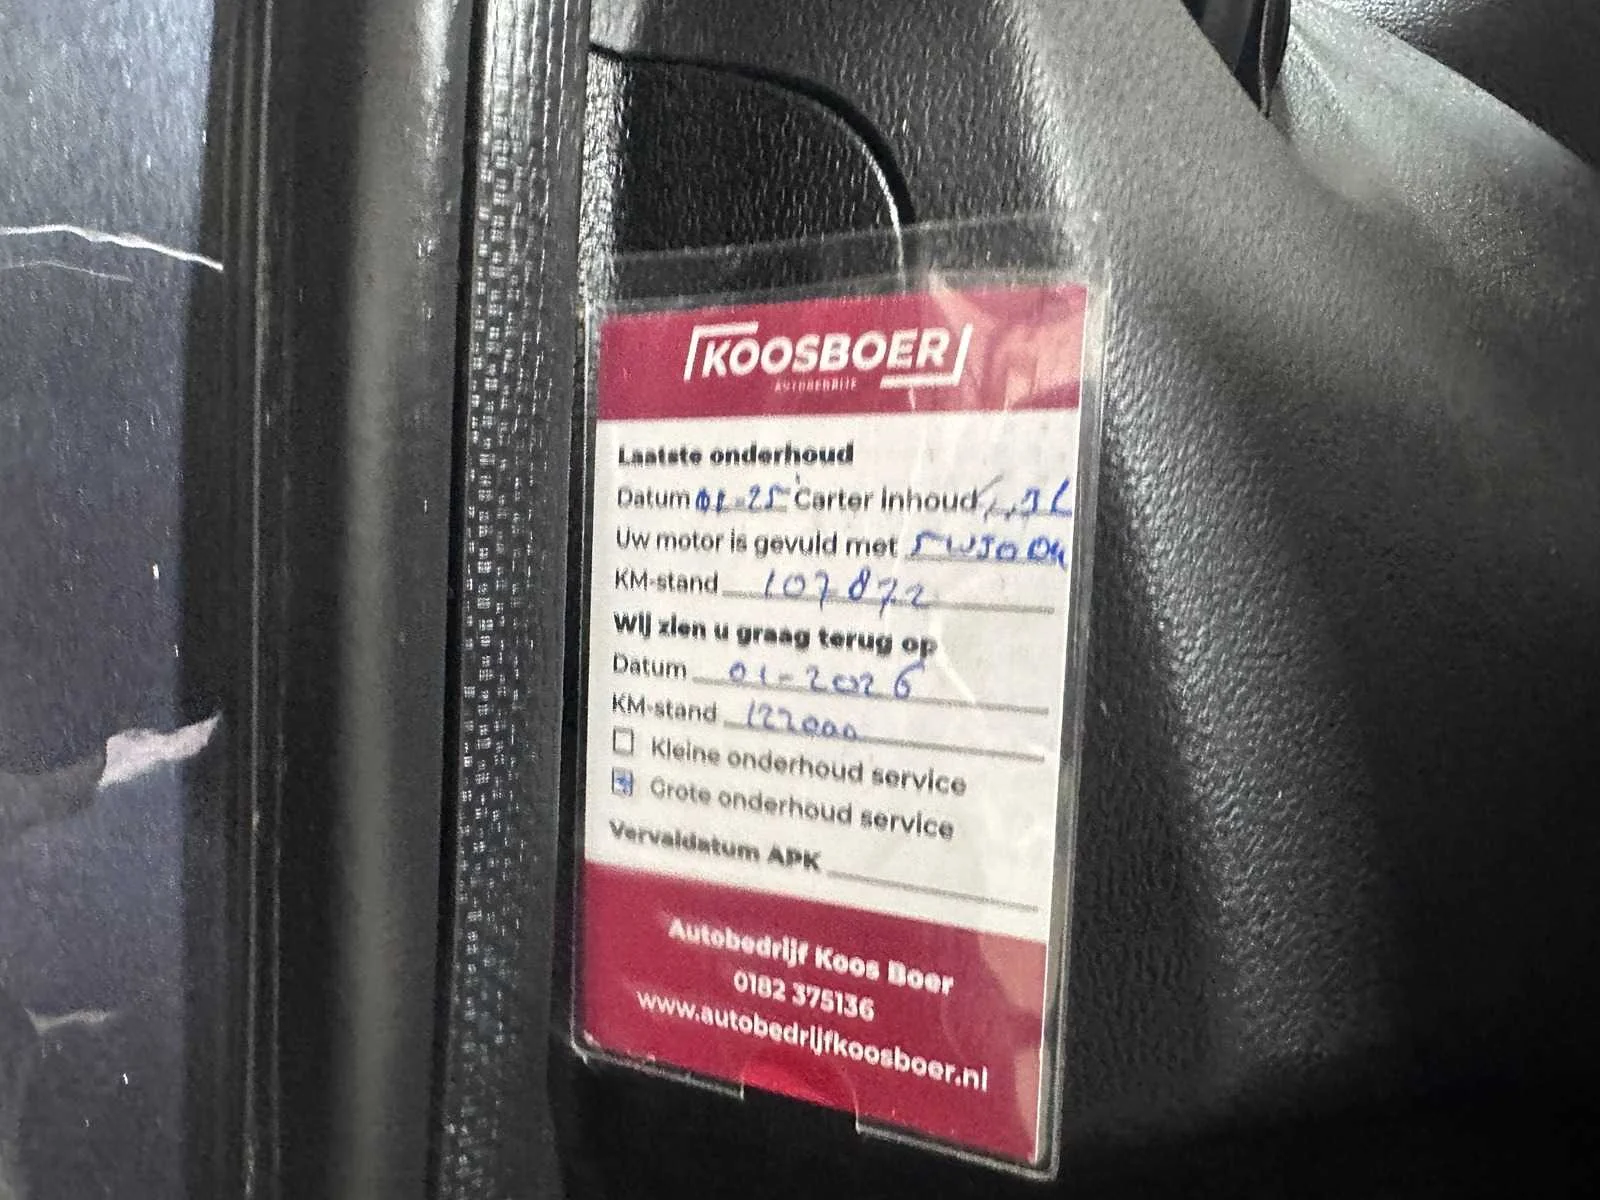 KOOSBOER
AUTOBEDRIJF
Laatste onderhoud
Datum 01-25 Carter inhoud
Uw motor is gevuld met
KM-stand 107872
Wij zien u graag terug op
Datum 01-2026
KM-stand 122000
Kleine onderhoud service
Grote onderhoud service
Vervaldatum APK
Autobedrijf Koos Boer
0182 375136
www.autobedrijfkoosboer.nl